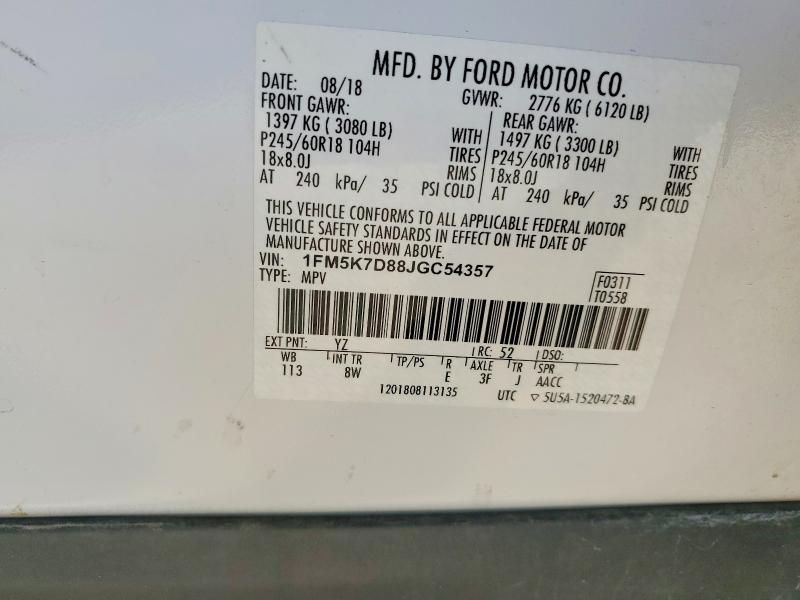 MFD. BY FORD MOTOR CO.
DATE: 08/18 GVWR: 2776 KG ( 6120 LB)
FRONT GAWR: REAR GAWR:
1397 KG ( 3080 LB) WITH 1497 KG ( 3300 LB) WITH
P245/60R18 104H TIRES P245/60R18 104H TIRES
18x8.0J RIMS 18x8.0J RIMS
AT 240 kPa/ 35 PSI COLD AT 240 kPa/ 35 PSI COLD
THIS VEHICLE CONFORMS TO ALL APPLICABLE FEDERAL MOTOR
VEHICLE SAFETY STANDARDS IN EFFECT ON THE DATE OF
MANUFACTURE SHOWN ABOVE.
VIN: 1FM5K7D88JGC54357
TYPE: MPV
F0311
T0558
EXT PNT: YZ RC: 52 DSO:
WB INT TR TP/PS R AXLE TR SPR
113 8W E 3F J AACC
1201808113135 UTC ▽ 5U5A-1520472-BA